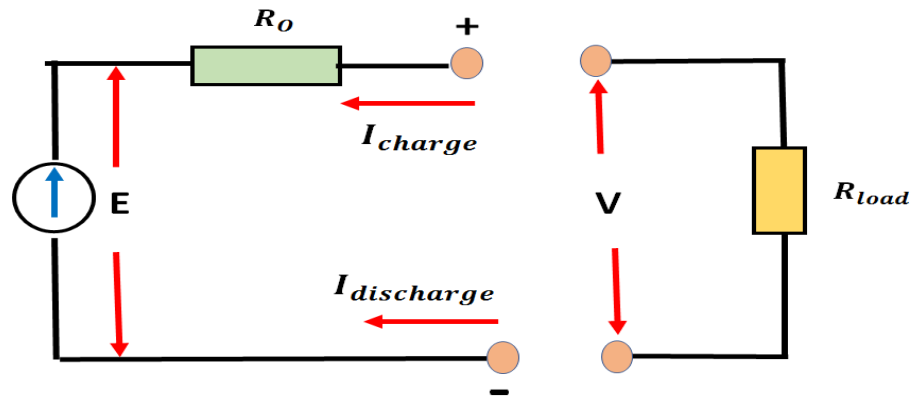 R_O
+
I_charge
E
V
R_load
I_discharge
-